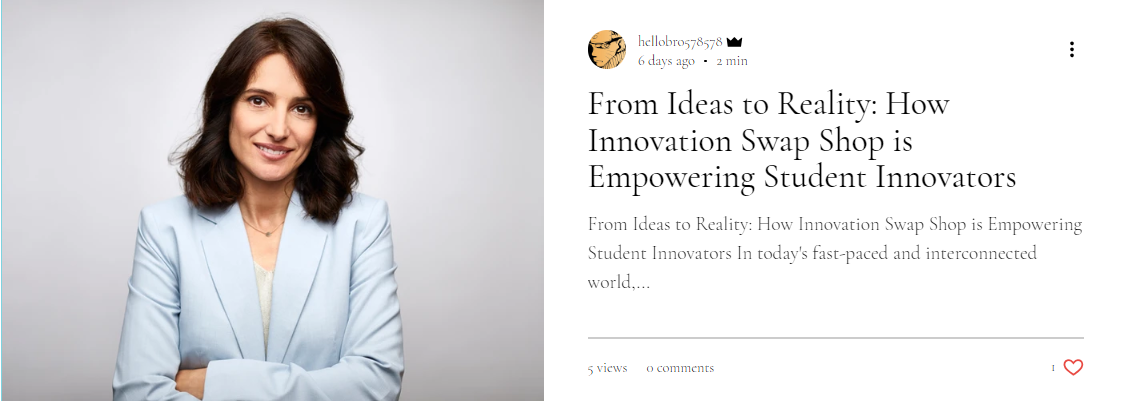 hellobro578578
6 days ago • 2 min
From Ideas to Reality: How
Innovation Swap Shop is
Empowering Student Innovators
From Ideas to Reality: How Innovation Swap Shop is Empowering
Student Innovators In today's fast-paced and interconnected
world,...
5 views 0 comments 1